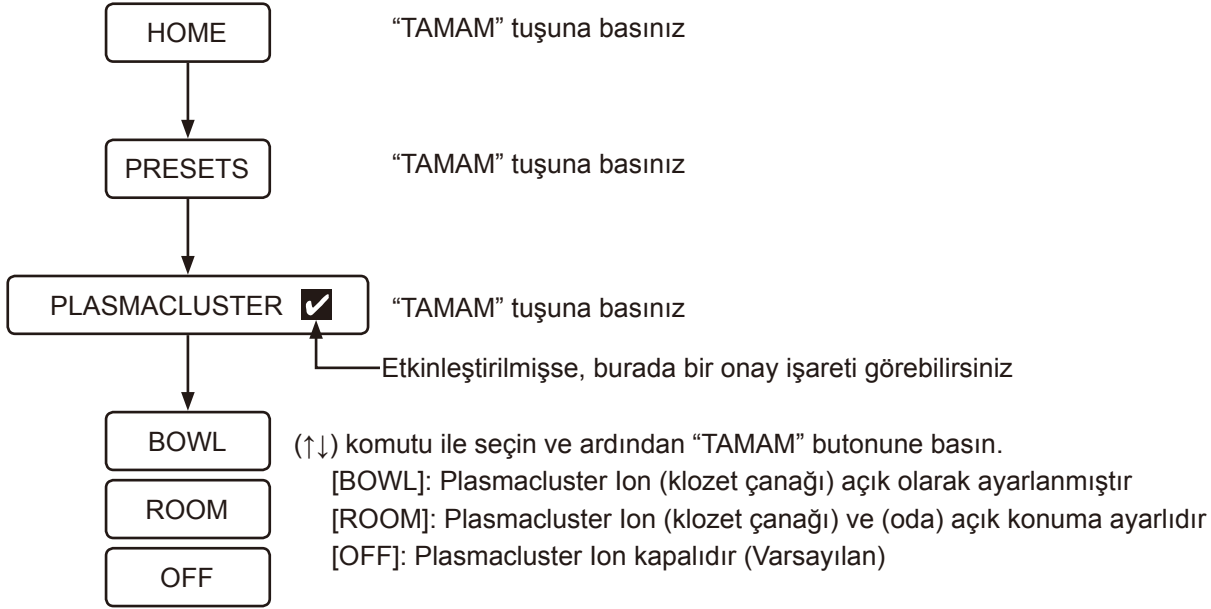 HOME “TAMAM” tuşuna basınız
PRESETS “TAMAM” tuşuna basınız
PLASMACLUSTER ✔ “TAMAM” tuşuna basınız
Etkinleştirilmişse, burada bir onay işareti görebilirsiniz
BOWL (↑↓) komutu ile seçin ve ardından “TAMAM” butonune basın.
[BOWL]: Plasmacluster Ion (klozet çanağı) açık olarak ayarlanmıştır
ROOM [ROOM]: Plasmacluster Ion (klozet çanağı) ve (oda) açık konuma ayarlıdır
[OFF]: Plasmacluster Ion kapalıdır (Varsayılan)
OFF